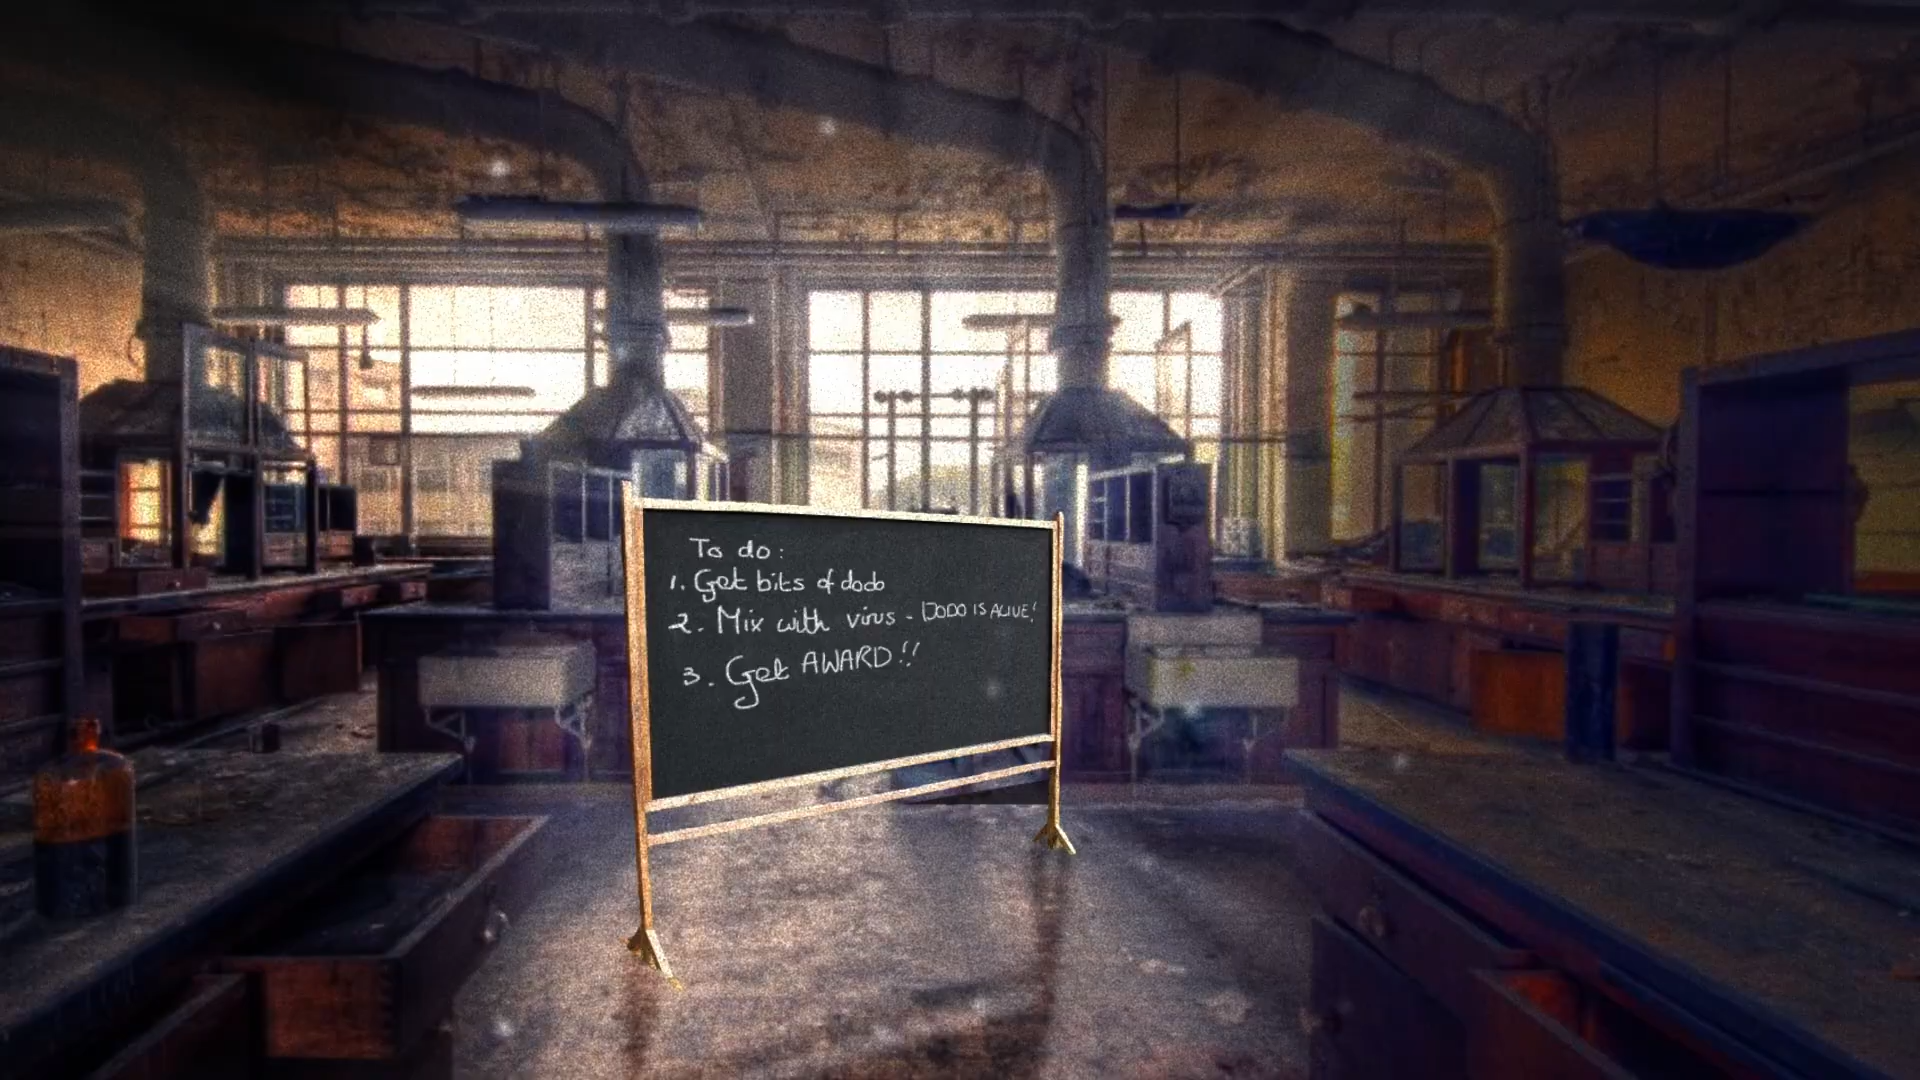 To do:
1. Get bits of dodo
2. Mix with virus - DODO IS ALIVE!
3. Get AWARD!!